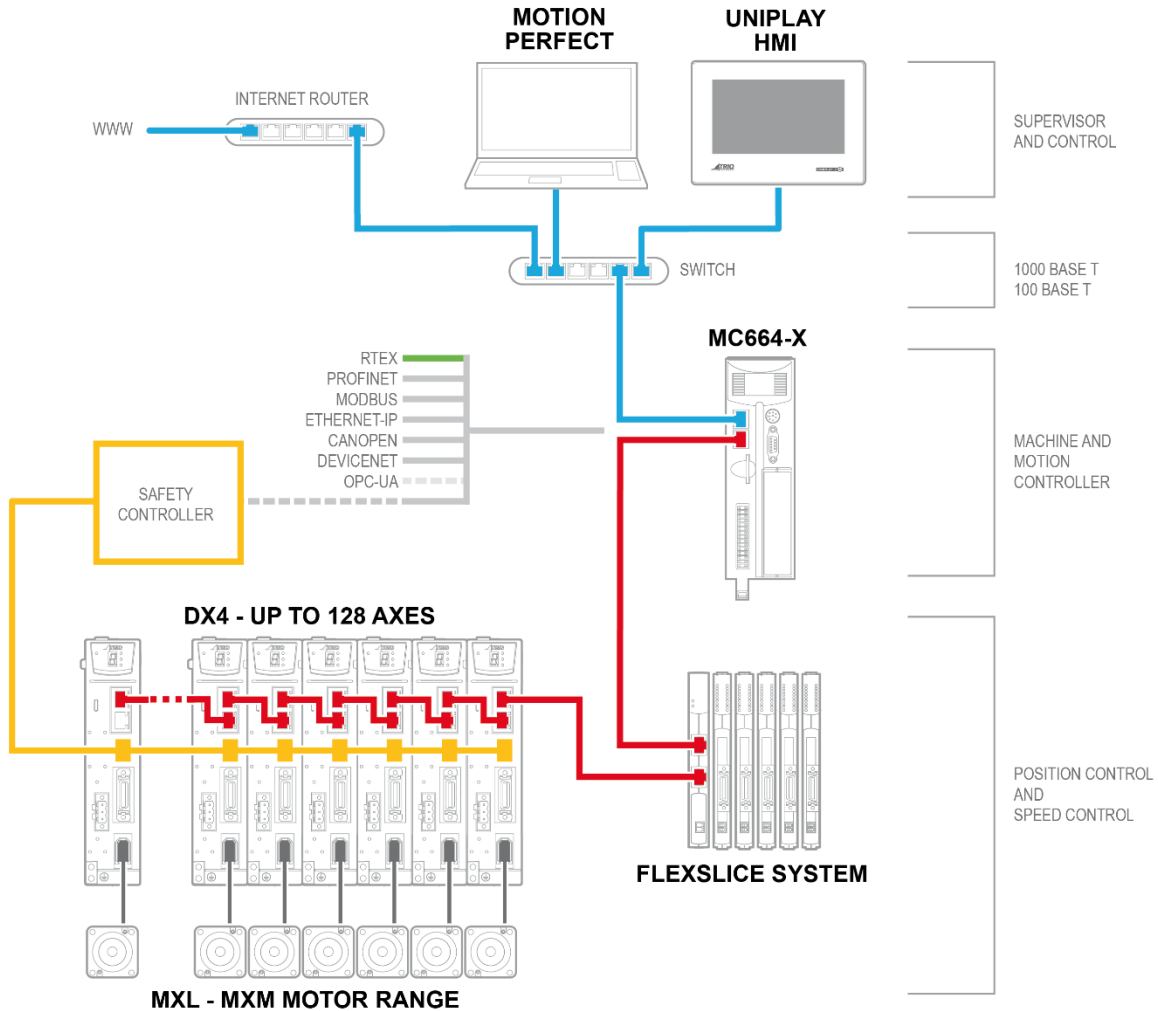 MOTION
PERFECT
UNIPLAY
HMI
INTERNET ROUTER
WWW
TRIO
SUPERVISOR
AND CONTROL
SWITCH
1000 BASE T
100 BASE T
MC664-X
RTEX
PROFINET
MODBUS
ETHERNET-IP
CANOPEN
DEVICENET
OPC-UA
MACHINE AND
MOTION
CONTROLLER
SAFETY
CONTROLLER
DX4 - UP TO 128 AXES
POSITION CONTROL
AND
SPEED CONTROL
FLEXSLICE SYSTEM
MXL - MXM MOTOR RANGE